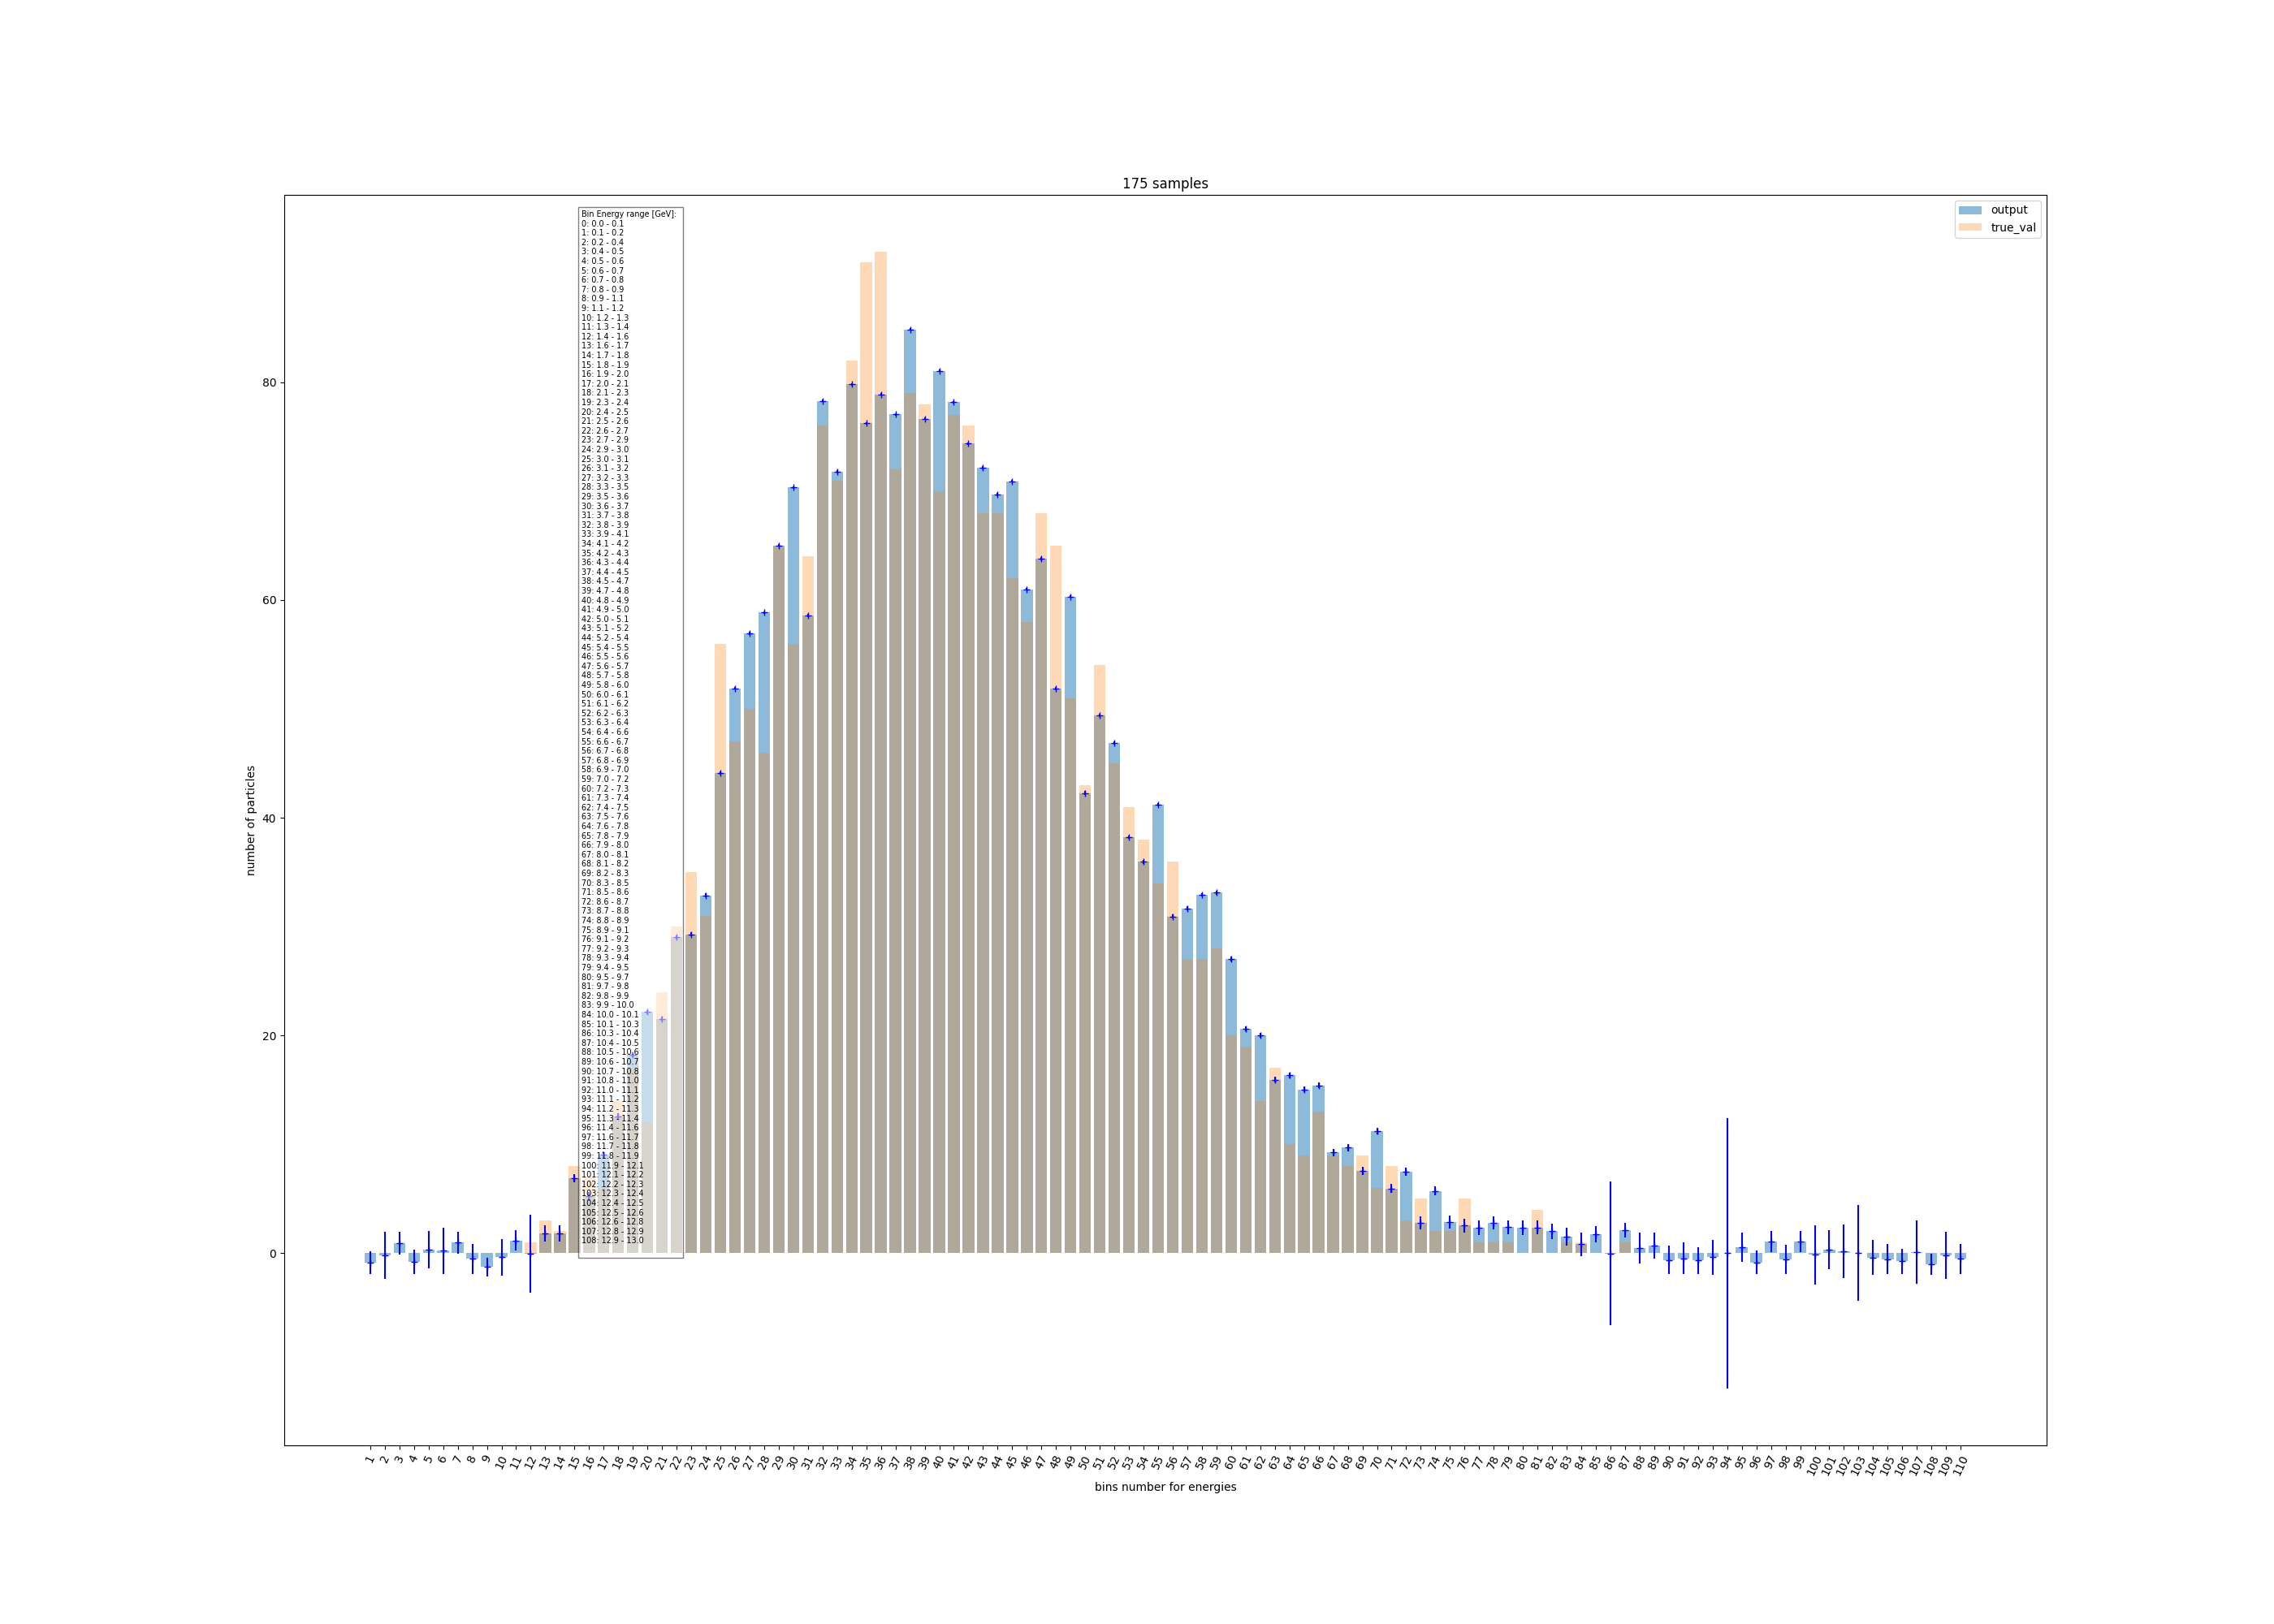 175 samples
output
true_val
Bin Energy range [GeV]:
0: 0.0 - 0.1
1: 0.1 - 0.2
2: 0.2 - 0.4
3: 0.4 - 0.5
4: 0.5 - 0.6
5: 0.6 - 0.7
6: 0.7 - 0.8
7: 0.8 - 0.9
8: 0.9 - 1.1
9: 1.1 - 1.2
10: 1.2 - 1.3
11: 1.3 - 1.4
12: 1.4 - 1.6
13: 1.6 - 1.7
14: 1.7 - 1.8
15: 1.8 - 1.9
16: 1.9 - 2.0
17: 2.0 - 2.1
18: 2.1 - 2.3
19: 2.3 - 2.4
20: 2.4 - 2.5
21: 2.5 - 2.6
22: 2.6 - 2.7
23: 2.7 - 2.9
24: 2.9 - 3.0
25: 3.0 - 3.1
26: 3.1 - 3.2
27: 3.2 - 3.3
28: 3.3 - 3.5
29: 3.5 - 3.6
30: 3.6 - 3.7
31: 3.7 - 3.8
32: 3.8 - 3.9
33: 3.9 - 4.1
34: 4.1 - 4.2
35: 4.2 - 4.3
36: 4.3 - 4.4
37: 4.4 - 4.5
38: 4.5 - 4.7
39: 4.7 - 4.8
40: 4.8 - 4.9
41: 4.9 - 5.0
42: 5.0 - 5.1
43: 5.1 - 5.2
44: 5.2 - 5.4
45: 5.4 - 5.5
46: 5.5 - 5.6
47: 5.6 - 5.7
48: 5.7 - 5.8
49: 5.8 - 6.0
50: 6.0 - 6.1
51: 6.1 - 6.2
52: 6.2 - 6.3
53: 6.3 - 6.4
54: 6.4 - 6.6
55: 6.6 - 6.7
56: 6.7 - 6.8
57: 6.8 - 6.9
58: 6.9 - 7.0
59: 7.0 - 7.2
60: 7.2 - 7.3
61: 7.3 - 7.4
62: 7.4 - 7.5
63: 7.5 - 7.6
64: 7.6 - 7.8
65: 7.8 - 7.9
66: 7.9 - 8.0
67: 8.0 - 8.1
68: 8.1 - 8.2
69: 8.2 - 8.3
70: 8.3 - 8.5
71: 8.5 - 8.6
72: 8.6 - 8.7
73: 8.7 - 8.8
74: 8.8 - 8.9
75: 8.9 - 9.1
76: 9.1 - 9.2
77: 9.2 - 9.3
78: 9.3 - 9.4
79: 9.4 - 9.5
80: 9.5 - 9.7
81: 9.7 - 9.8
82: 9.8 - 9.9
83: 9.9 - 10.0
84: 10.0 - 10.1
85: 10.1 - 10.3
86: 10.3 - 10.4
87: 10.4 - 10.5
88: 10.5 - 10.6
89: 10.6 - 10.7
90: 10.7 - 10.8
91: 10.8 - 11.0
92: 11.0 - 11.1
93: 11.1 - 11.2
94: 11.2 - 11.3
95: 11.3 - 11.4
96: 11.4 - 11.6
97: 11.6 - 11.7
98: 11.7 - 11.8
99: 11.8 - 11.9
100: 11.9 - 12.1
101: 12.1 - 12.2
102: 12.2 - 12.3
103: 12.3 - 12.4
104: 12.4 - 12.5
105: 12.5 - 12.6
106: 12.6 - 12.8
107: 12.8 - 12.9
108: 12.9 - 13.0
80
60
40
20
0
number of particles
1 2 3 4 5 6 7 8 9 10 11 12 13 14 15 16 17 18 19 20 21 22 23 24 25 26 27 28 29 30 31 32 33 34 35 36 37 38 39 40 41 42 43 44 45 46 47 48 49 50 51 52 53 54 55 56 57 58 59 60 61 62 63 64 65 66 67 68 69 70 71 72 73 74 75 76 77 78 79 80 81 82 83 84 85 86 87 88 89 90 91 92 93 94 95 96 97 98 99 100 101 102 103 104 105 106 107 108 109 110
bins number for energies